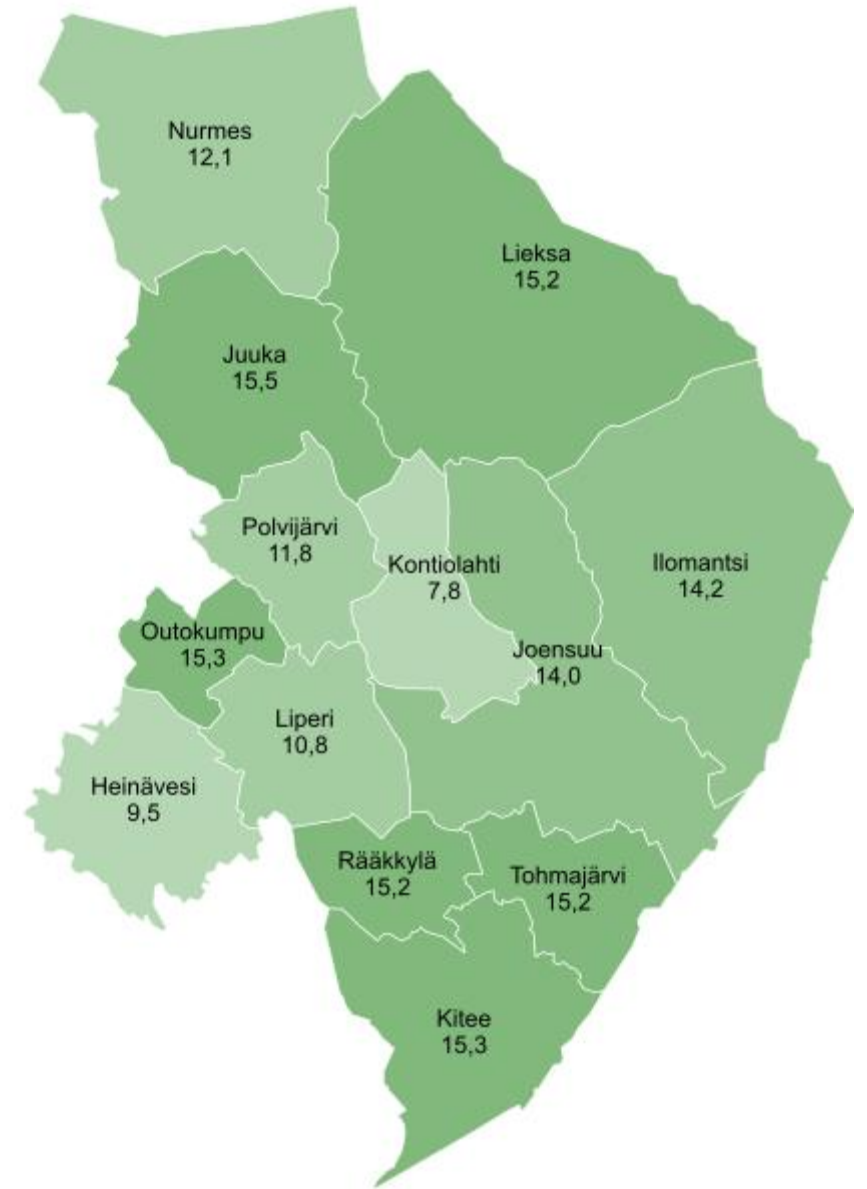 Nurmes
12,1
Lieksa
15,2
Juuka
15,5
Polvijärvi
11,8
Kontiolahti
7,8
Ilomantsi
14,2
Outokumpu
15,3
Joensuu
14,0
Liperi
10,8
Heinävesi
9,5
Rääkkylä
15,2
Tohmajärvi
15,2
Kitee
15,3